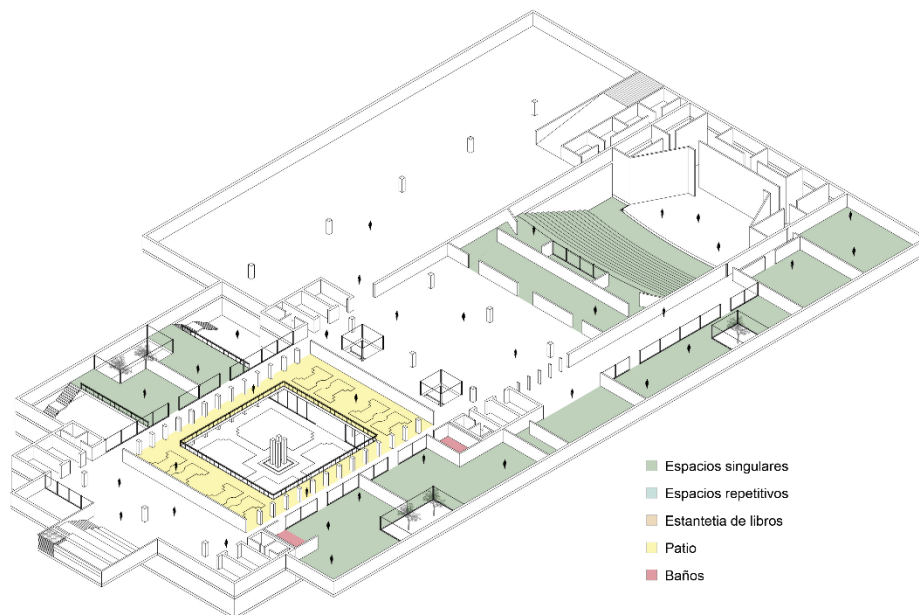 Espacios singulares
Espacios repetitivos
Estantetia de libros
Patio
Baños